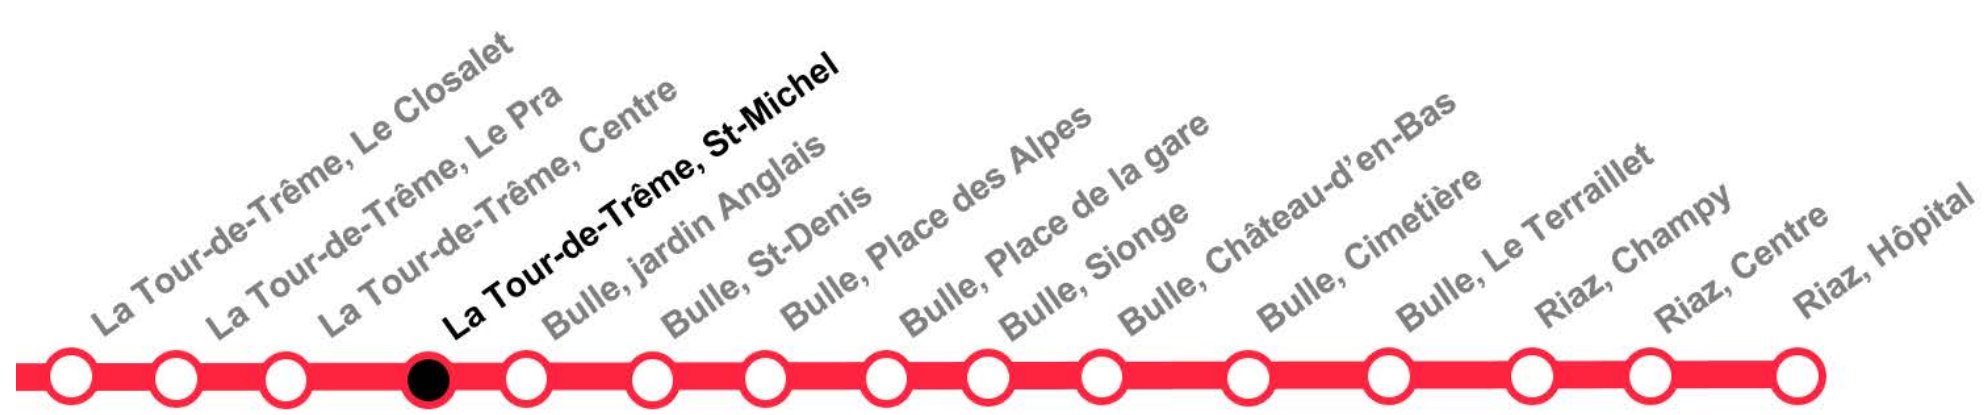 La Tour-de-Trême, Le Closalet
La Tour-de-Trême, Le Pra
La Tour-de-Trême, Centre
La Tour-de-Trême, St-Michel
Bulle, jardin Anglais
Bulle, St-Denis
Bulle, Place des Alpes
Bulle, Place de la gare
Bulle, Sionge
Bulle, Château-d’en-Bas
Bulle, Cimetière
Bulle, Le Terraillet
Riaz, Champy
Riaz, Centre
Riaz, Hôpital